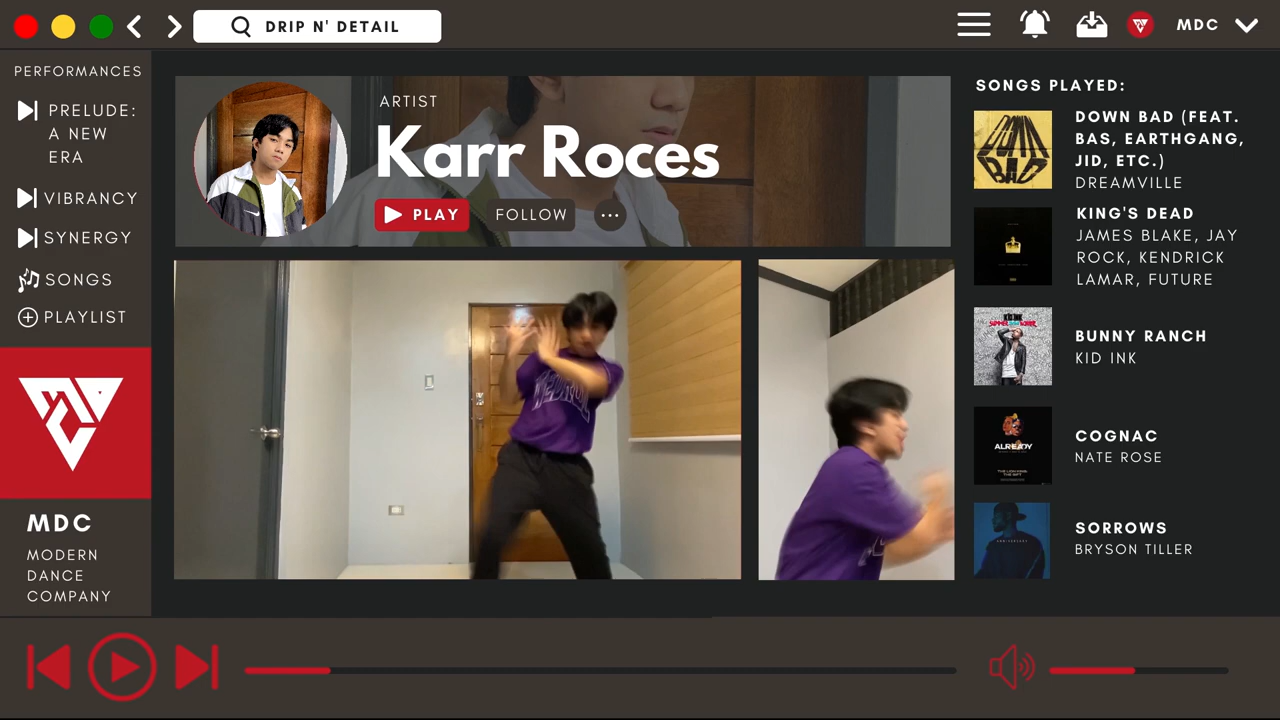 DRIP N' DETAIL
MDC
PERFORMANCES
PRELUDE:
A NEW
ERA
VIBRANCY
SYNERGY
SONGS
PLAYLIST
MDC
MDC
MODERN
DANCE
COMPANY
ARTIST
Karr Roces
PLAY
FOLLOW
SONGS PLAYED:
DOWN BAD (FEAT.
BAS, EARTHGANG,
JID, ETC.)
DREAMVILLE
KING'S DEAD
JAMES BLAKE, JAY
ROCK, KENDRICK
LAMAR, FUTURE
BUNNY RANCH
KID INK
ALREADY
COGNAC
NATE ROSE
SORROWS
BRYSON TILLER